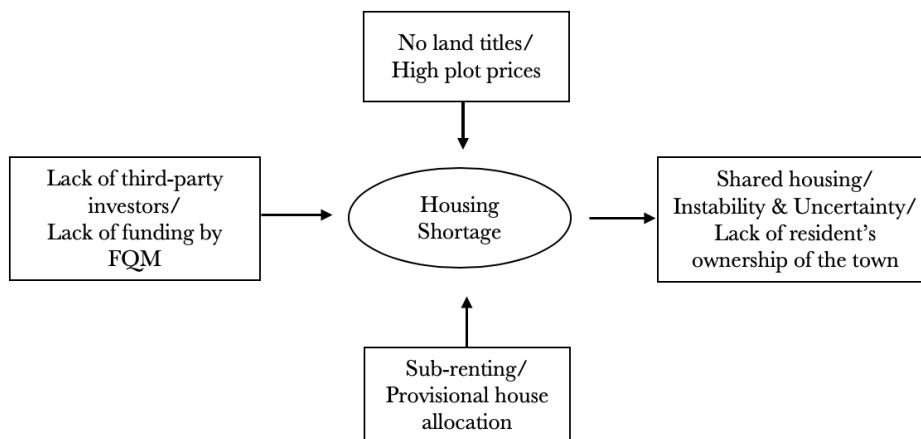 No land titles/
High plot prices
Lack of third-party
investors/
Lack of funding by
FQM
Housing
Shortage
Shared housing/
Instability & Uncertainty/
Lack of resident’s
ownership of the town
Sub-renting/
Provisional house
allocation